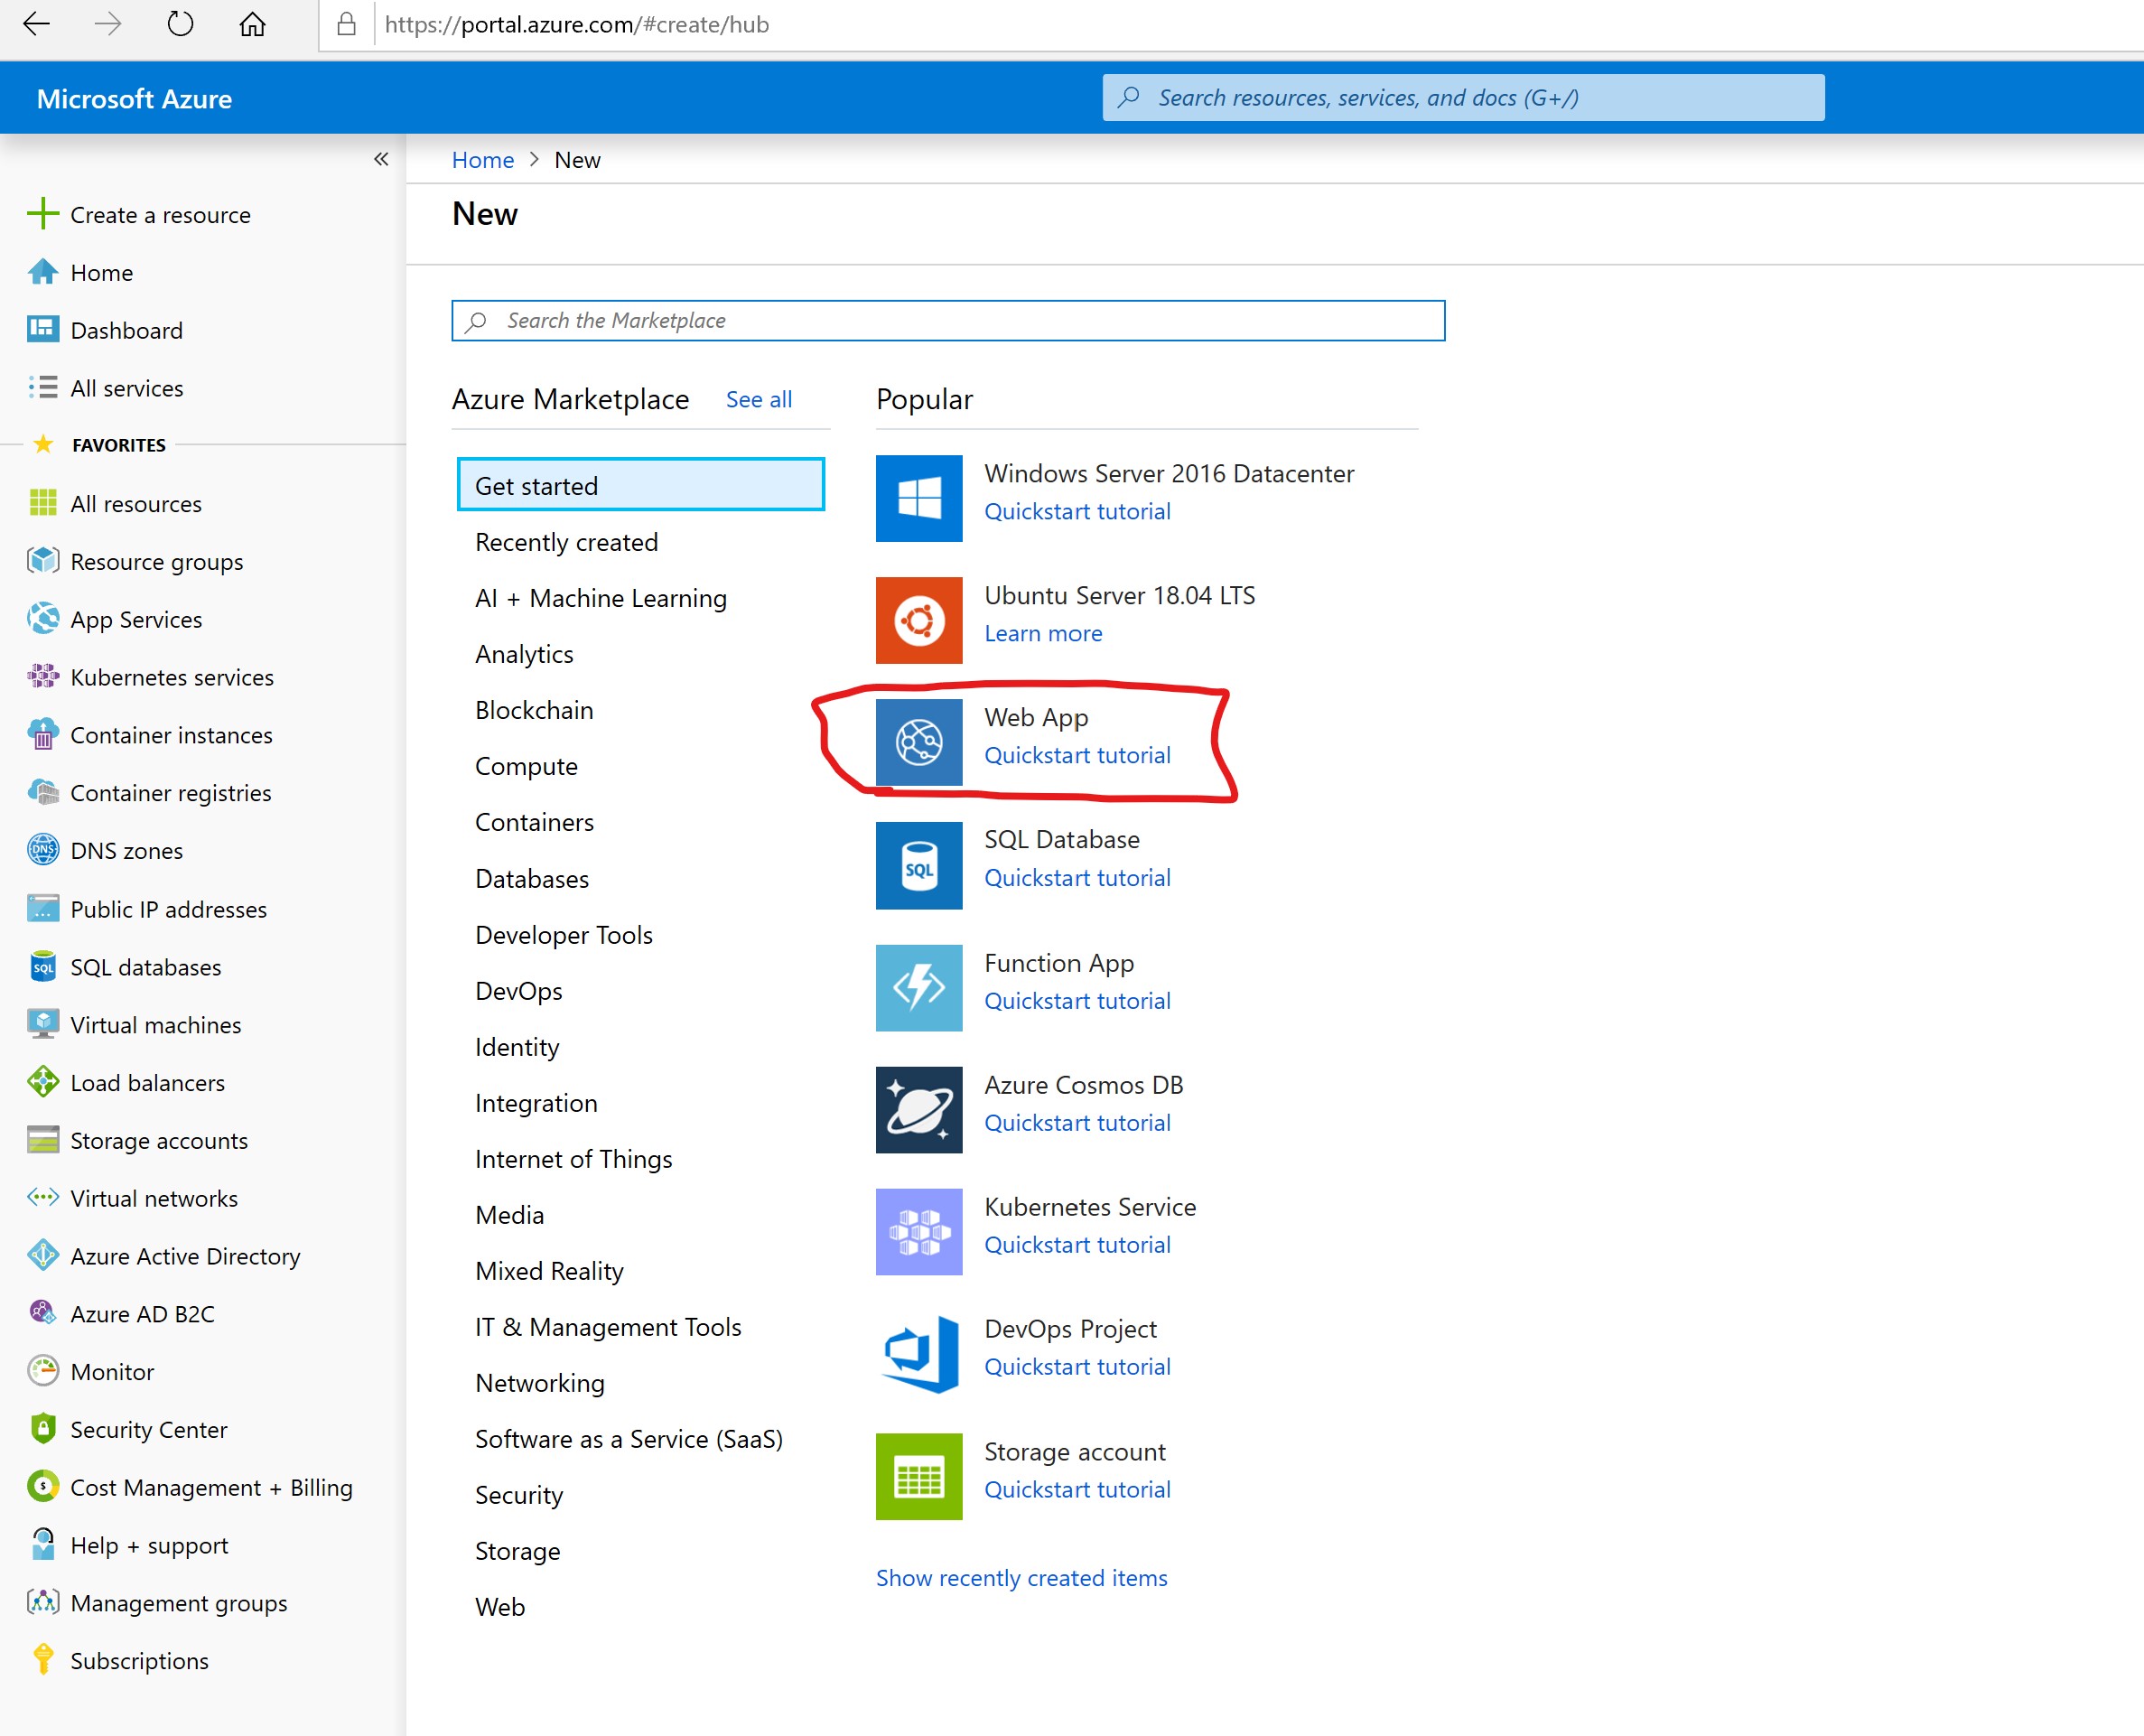 https://portal.azure.com/#create/hub
Microsoft Azure
Search resources, services, and docs (G+/)
Create a resource
Home
Dashboard
All services
FAVORITES
All resources
Resource groups
App Services
Kubernetes services
Container instances
Container registries
DNS zones
Public IP addresses
SQL databases
Virtual machines
Load balancers
Storage accounts
Virtual networks
Azure Active Directory
Azure AD B2C
Monitor
Security Center
Cost Management + Billing
Help + support
Management groups
Subscriptions
Home > New
New
Search the Marketplace
Azure Marketplace See all
Get started
Recently created
AI + Machine Learning
Analytics
Blockchain
Compute
Containers
Databases
Developer Tools
DevOps
Identity
Integration
Internet of Things
Media
Mixed Reality
IT & Management Tools
Networking
Software as a Service (SaaS)
Security
Storage
Web
Popular
Windows Server 2016 Datacenter
Quickstart tutorial
Ubuntu Server 18.04 LTS
Learn more
Web App
Quickstart tutorial
SQL
SQL Database
Quickstart tutorial
Function App
Quickstart tutorial
Azure Cosmos DB
Quickstart tutorial
Kubernetes Service
Quickstart tutorial
DevOps Project
Quickstart tutorial
Storage account
Quickstart tutorial
Show recently created items